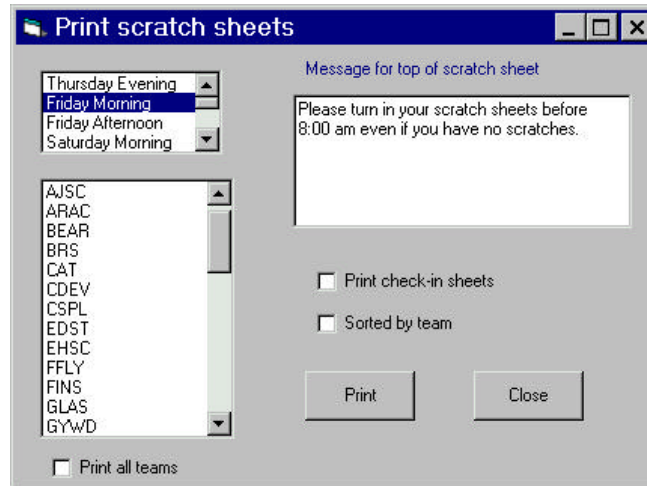 Print scratch sheets
Thursday Evening
Friday Morning
Friday Afternoon
Saturday Morning
AJSC
ARAC
BEAR
BRS
CAT
CDEV
CSPL
EDST
EHSC
FFLY
FINS
GLAS
GYWD
Print all teams
Message for top of scratch sheet
Please turn in your scratch sheets before
8:00 am even if you have no scratches.
Print check-in sheets
Sorted by team
Print
Close